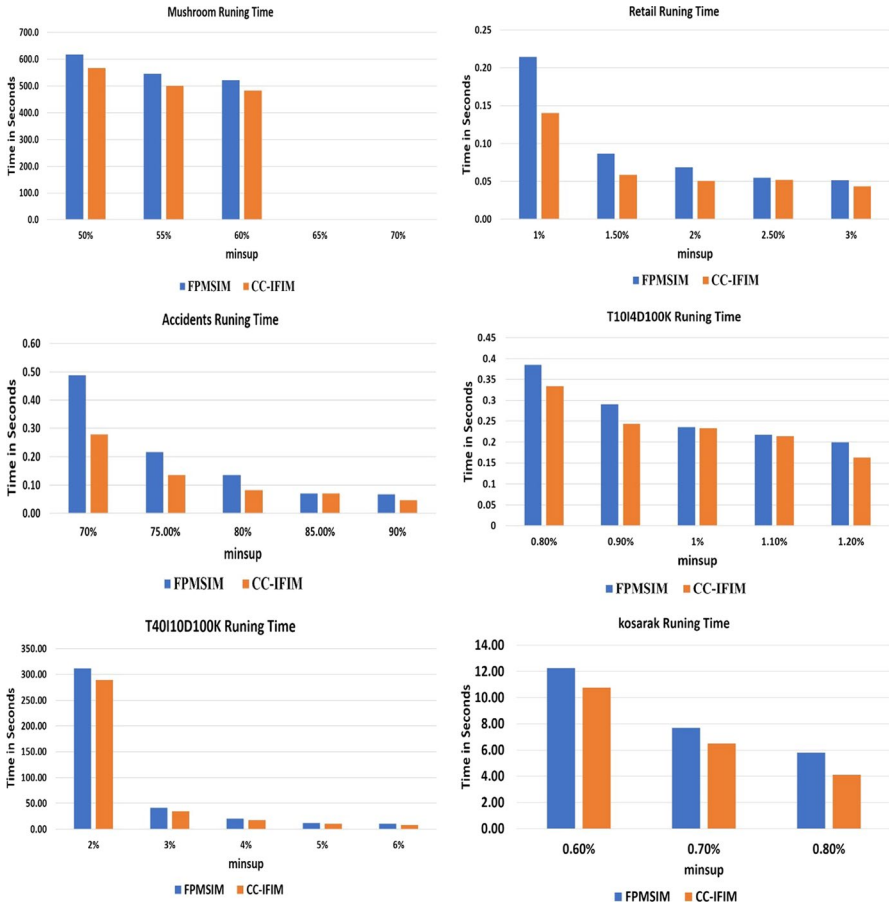 Mushroom Runing Time
Time in Seconds
700.0
600.0
500.0
400.0
300.0
200.0
100.0
0.0
50% 55% 60% 65% 70%
minsup
FPMSIM CC-IFIM
Retail Runing Time
Time in Seconds
0.25
0.20
0.15
0.10
0.05
0.00
1% 1.50% 2% 2.50% 3%
minsup
FPMSIM CC-IFIM
Accidents Runing Time
Time in Seconds
0.60
0.50
0.40
0.30
0.20
0.10
0.00
70% 75.00% 80% 85.00% 90%
minsup
FPMSIM CC-IFIM
T10I4D100K Runing Time
Time in Seconds
0.45
0.4
0.35
0.3
0.25
0.2
0.15
0.1
0.05
0
0.80% 0.90% 1% 1.10% 1.20%
minsup
FPMSIM CC-IFIM
T40I10D100K Runing Time
Time in Seconds
350.00
300.00
250.00
200.00
150.00
100.00
50.00
0.00
2% 3% 4% 5% 6%
minsup
FPMSIM CC-IFIM
kosarak Runing Time
Time in Seconds
14.00
12.00
10.00
8.00
6.00
4.00
2.00
0.00
0.60% 0.70% 0.80%
minsup
FPMSIM CC-IFIM